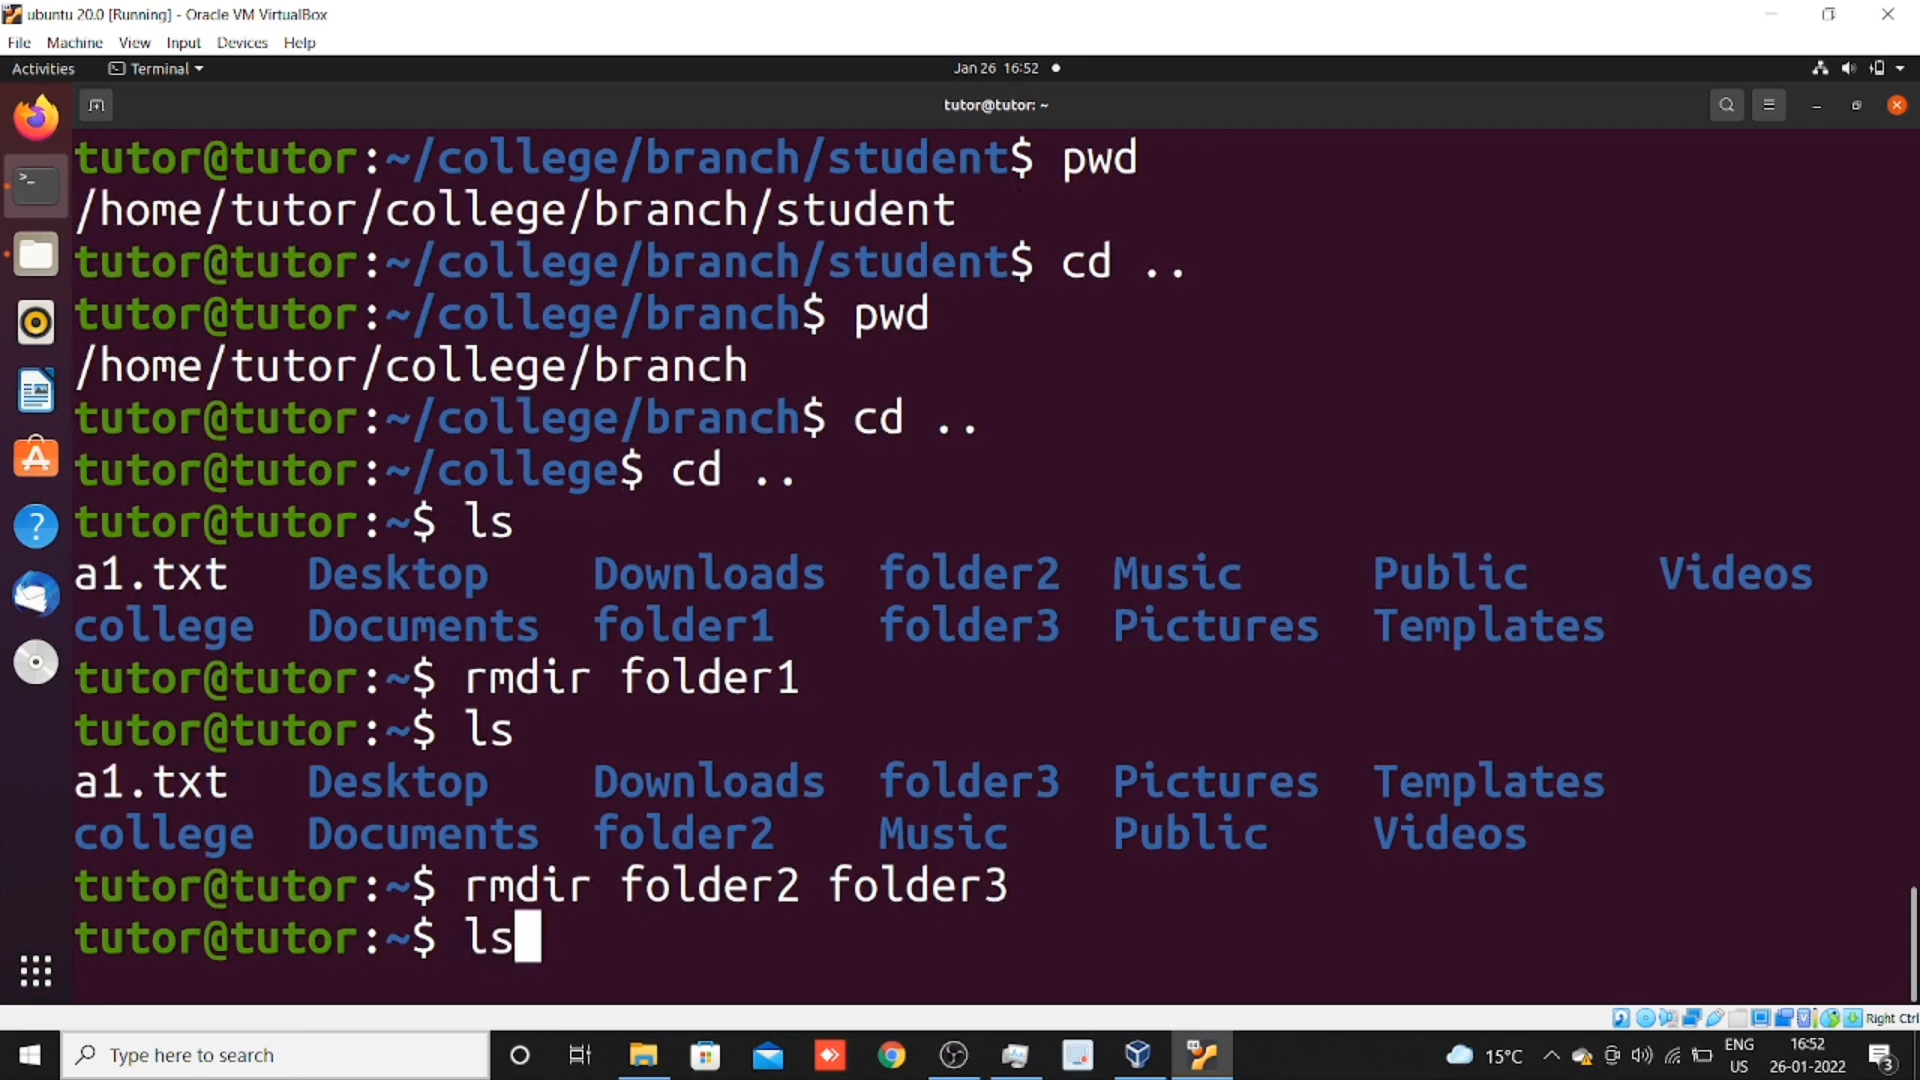 ubuntu 20.0 [Running] - Oracle VM VirtualBox
File Machine View Input Devices Help
Activities Terminal Jan 26 16:52
tutor@tutor: ~
tutor@tutor:~/college/branch/student$ pwd
/home/tutor/college/branch/student
tutor@tutor:~/college/branch/student$ cd ..
tutor@tutor:~/college/branch$ pwd
/home/tutor/college/branch
tutor@tutor:~/college/branch$ cd ..
tutor@tutor:~/college$ cd ..
tutor@tutor:~$ ls
a1.txt Desktop Downloads folder2 Music Public Videos
college Documents folder1 folder3 Pictures Templates
tutor@tutor:~$ rmdir folder1
tutor@tutor:~$ ls
a1.txt Desktop Downloads folder3 Pictures Templates
college Documents folder2 Music Public Videos
tutor@tutor:~$ rmdir folder2 folder3
tutor@tutor:~$ ls
Right Ctrl
Type here to search
15°C
ENG
US
16:52
26-01-2022
3